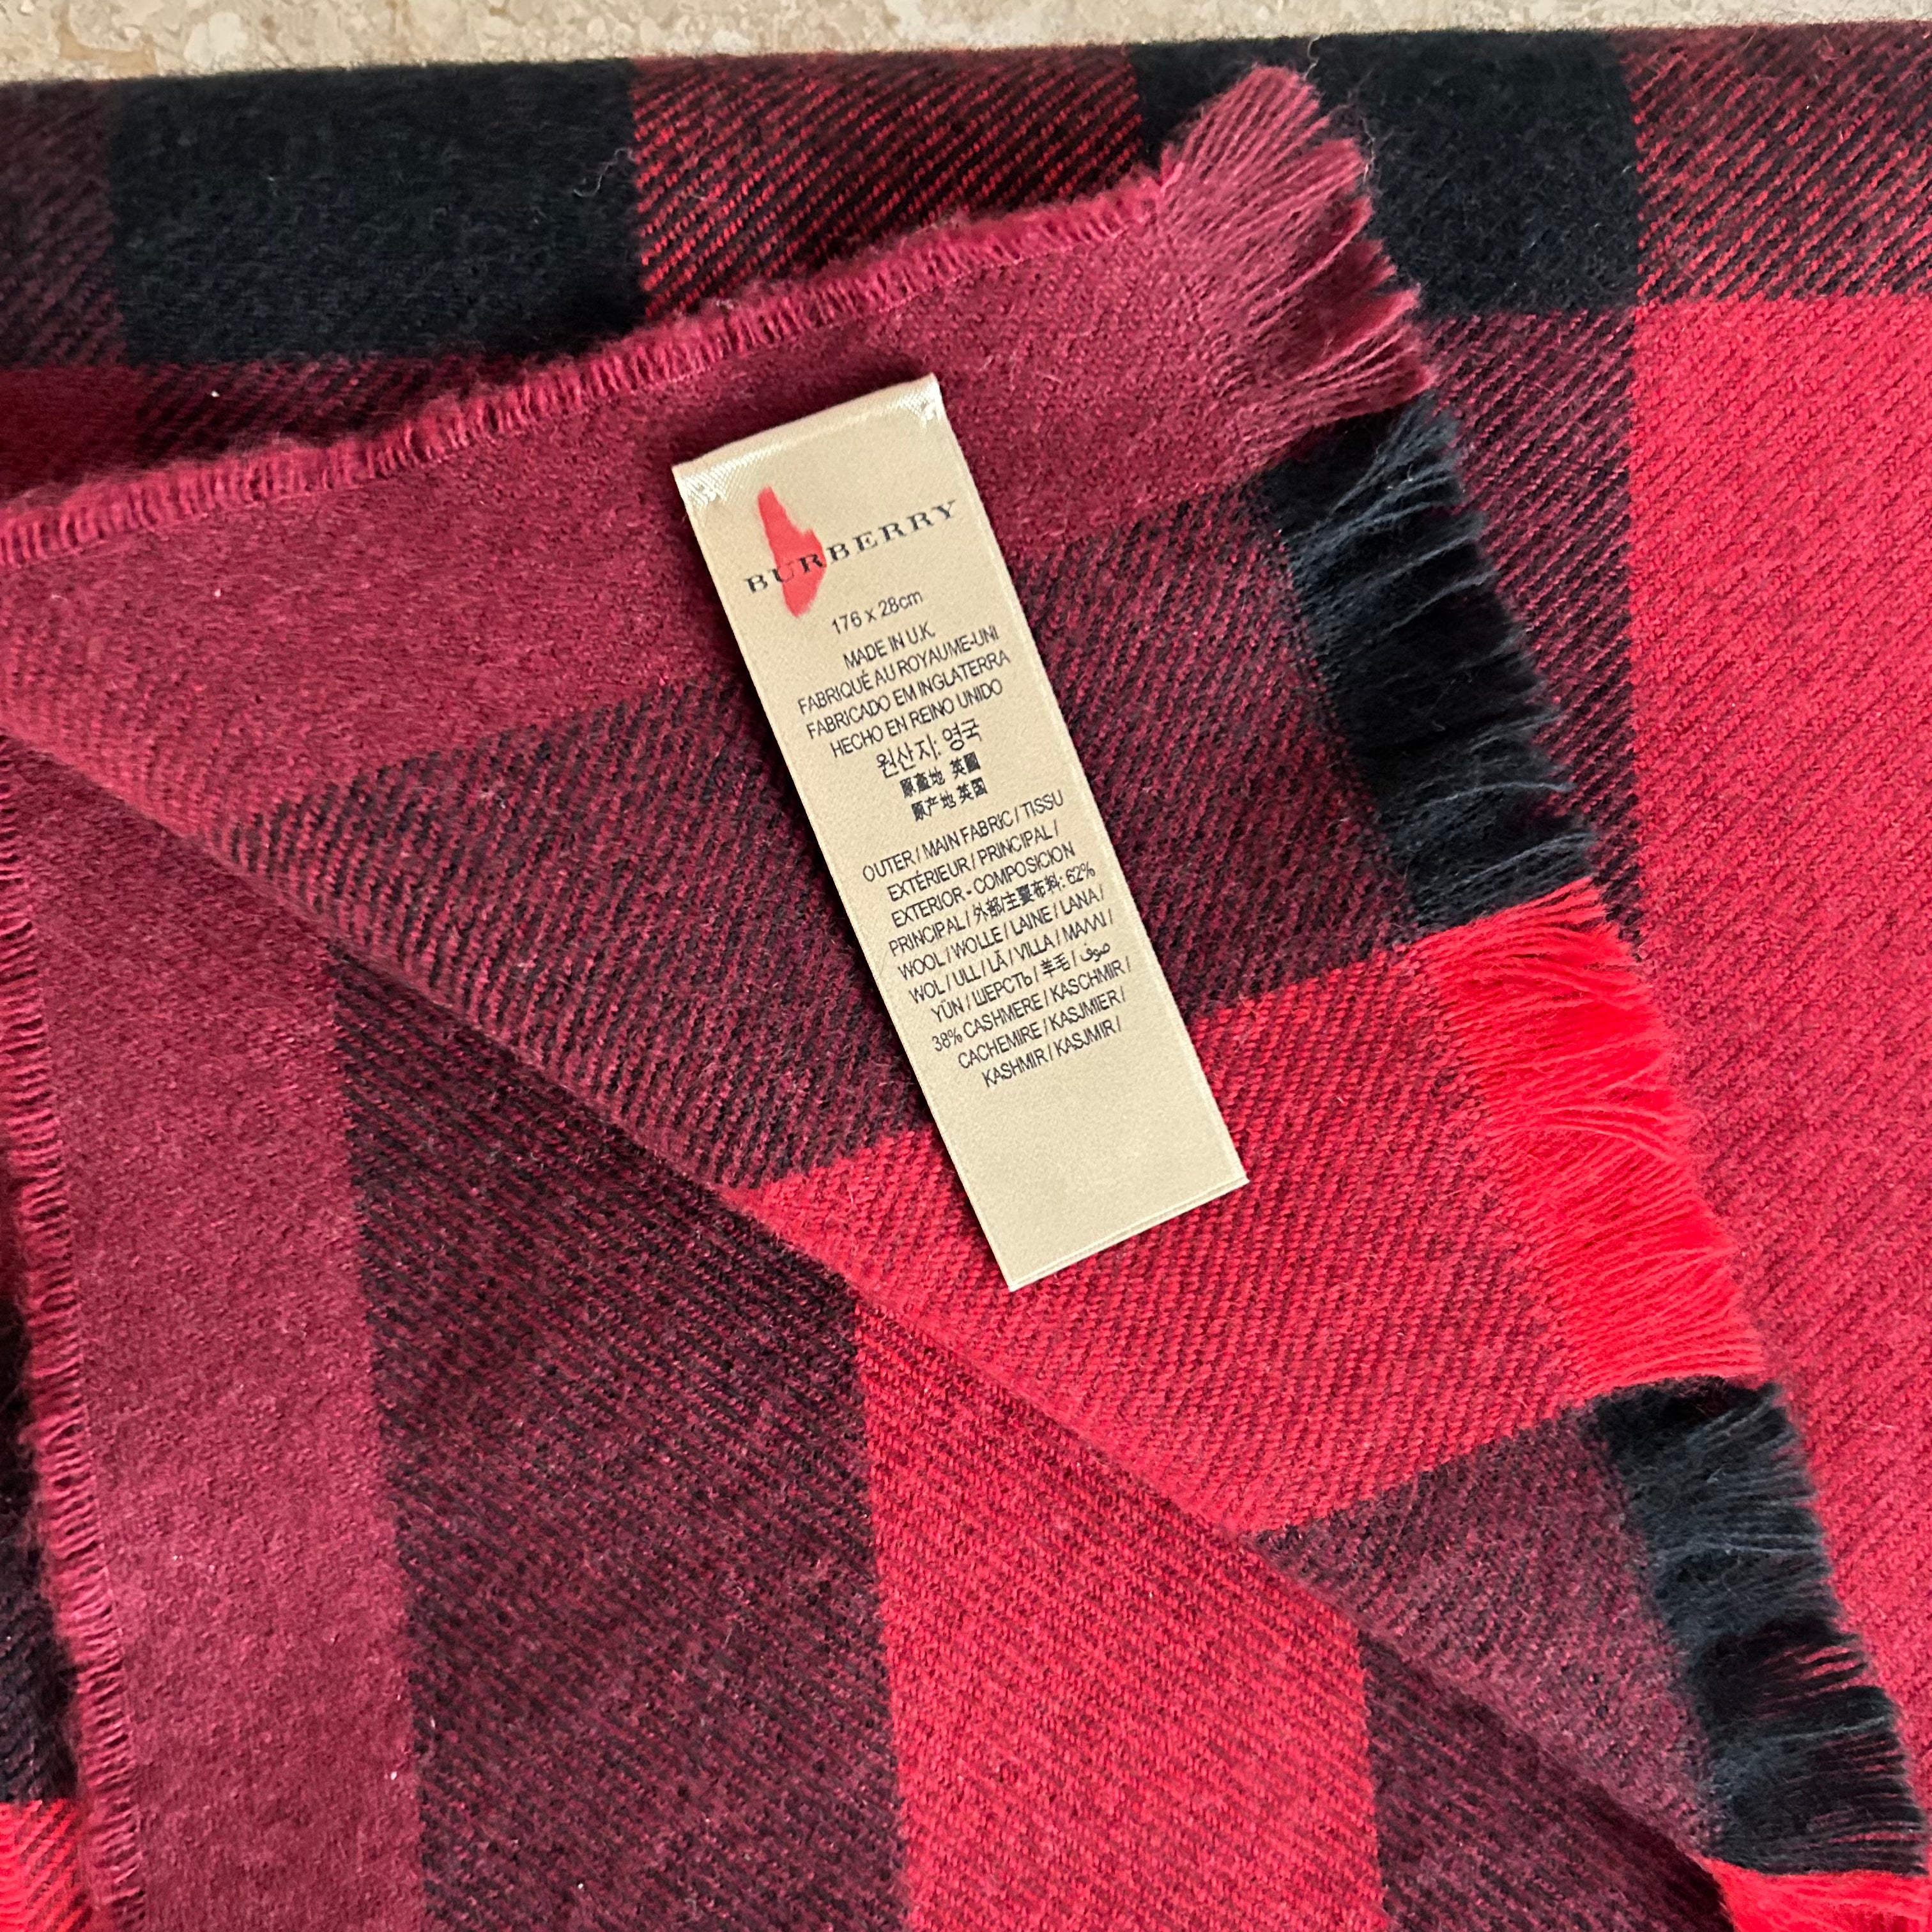 BURBERRY
176 x 28cm
MADE IN U.K.
FABRIQUÉ AU ROYAUME-UNI
FABRICADO EM INGLATERRA
HECHO EN REINO UNIDO
원산지: 영국
原產地 英國
原产地 英国
OUTER / MAIN FABRIC / TISSU
EXTÉRIEUR / PRINCIPAL /
EXTERIOR - COMPOSICION
PRINCIPAL / 外部/主要布料: 62%
WOOL / WOLLE / LAINE / LANA /
WOL / ULL / LÃ / VILLA / ΜΑΛΛΙ /
YÜN / ШЕРСТЬ / 羊毛 / صوف
38% CASHMERE / KASCHMIR /
CACHEMIRE / KASJMIER /
KASHMIR / KASJMIR /